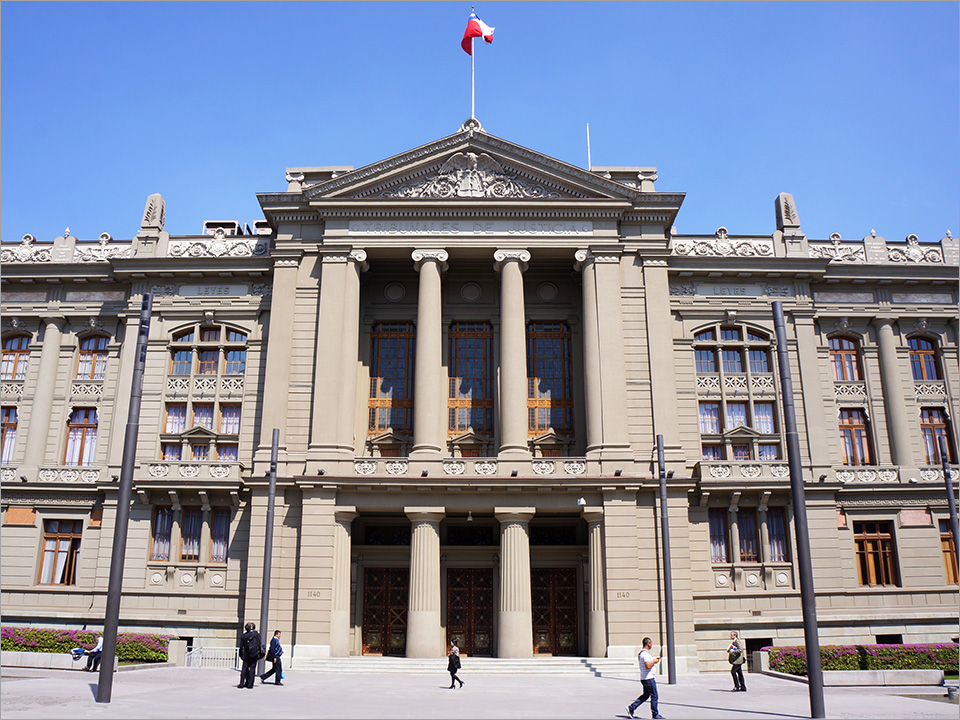 TRIBUNALES DE JUSTICIA
LEYES
LEYES
1140
1140